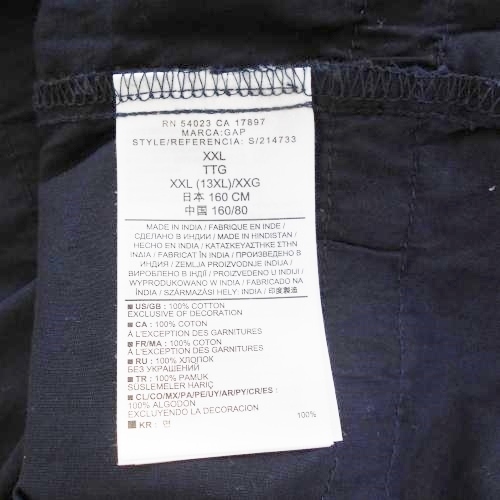 RN 54023 CA 17897
MARCA:GAP
STYLE/REFERENCIA: S/214733
XXL
TTG
XXL (13XL)/XXG
日本 160 CM
中国 160/80
MADE IN INDIA / FABRIQUE EN INDE /
СДЕЛАНО В ИНДИИ / MADE IN HINDISTAN /
HECHO EN INDIA / ΚΑΤΑΣΚΕΥΑΣΤΗΚΕ ΣΤΗΝ
INDIA / FABRICAT ÎN INDIA / ПРОИЗВЕДЕНО В
ИНДИЯ / ZEMLJA PROIZVODNJE INDIJA /
ВИРОБЛЕНО В ІНДІЇ / PROIZVEDENO U INDIJI /
WYPRODUKOWANO W INDIA / FABRICADO NA
ÍNDIA / SZÁRMAZÁSI HELY: INDIA / 印度製造
US/GB : 100% COTTON
EXCLUSIVE OF DECORATION
CA : 100% COTON
À L'EXCEPTION DES GARNITURES
FR/MA : 100% COTON
À L'EXCEPTION DES GARNITURES
RU : 100% ХЛОПОК
БЕЗ УКРАШЕНИЙ
TR : 100% PAMUK
SÜSLEMELER HARİÇ
CL/CO/MX/PA/PE/UY/AR/PY/CR/ES :
100% ALGODON
EXCLUYENDO LA DECORACION
KR : 면 100%